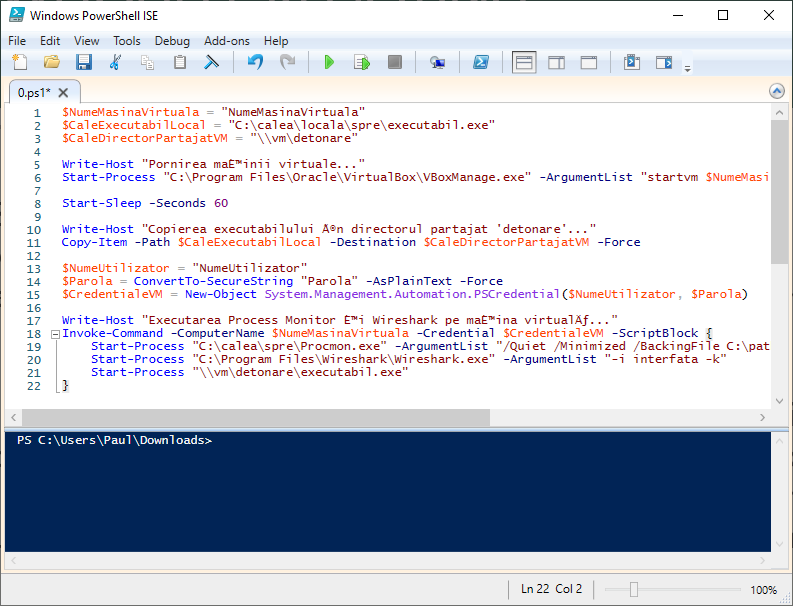 Windows PowerShell ISE
File Edit View Tools Debug Add-ons Help
0.ps1*
1 $NumeMasinaVirtuala = "NumeMasinaVirtuala"
2 $CaleExecutabilLocal = "C:\calea\locala\spre\executabil.exe"
3 $CaleDirectorPartajatVM = "\\vm\detonare"
4
5 Write-Host "Pornirea maÈ™inii virtuale..."
6 Start-Process "C:\Program Files\Oracle\VirtualBox\VBoxManage.exe" -ArgumentList "startvm $NumeMasi
7
8 Start-Sleep -Seconds 60
9
10 Write-Host "Copierea executabilului Ã®n directorul partajat 'detonare'..."
11 Copy-Item -Path $CaleExecutabilLocal -Destination $CaleDirectorPartajatVM -Force
12
13 $NumeUtilizator = "NumeUtilizator"
14 $Parola = ConvertTo-SecureString "Parola" -AsPlainText -Force
15 $CredentialeVM = New-Object System.Management.Automation.PSCredential($NumeUtilizator, $Parola)
16
17 Write-Host "Executarea Process Monitor È™i Wireshark pe maÈ™ina virtualÄƒ..."
18 Invoke-Command -ComputerName $NumeMasinaVirtuala -Credential $CredentialeVM -ScriptBlock {
19 Start-Process "C:\calea\spre\Procmon.exe" -ArgumentList "/Quiet /Minimized /BackingFile C:\pat
20 Start-Process "C:\Program Files\Wireshark\Wireshark.exe" -ArgumentList "-i interfata -k"
21 Start-Process "\\vm\detonare\executabil.exe"
22 }
PS C:\Users\Paul\Downloads>
Ln 22 Col 2 100%